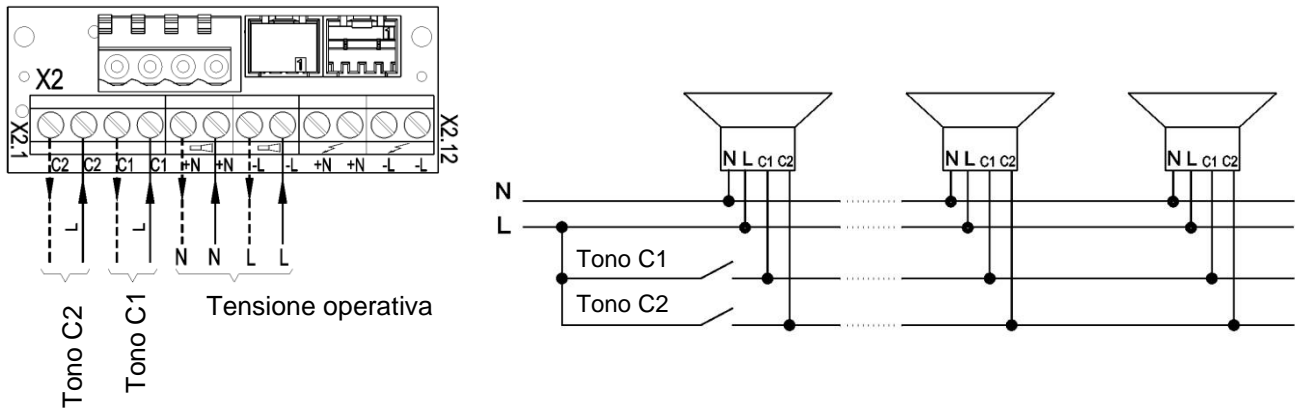 1
1
X2
X2.1
X2.12
C2 C2 C1 C1 +N +N -L -L +N +N -L -L
L L
N N L L
Tono C2
Tono C1
Tensione operativa
N L C1 C2
N L C1 C2
N L C1 C2
N
L
Tono C1
Tono C2